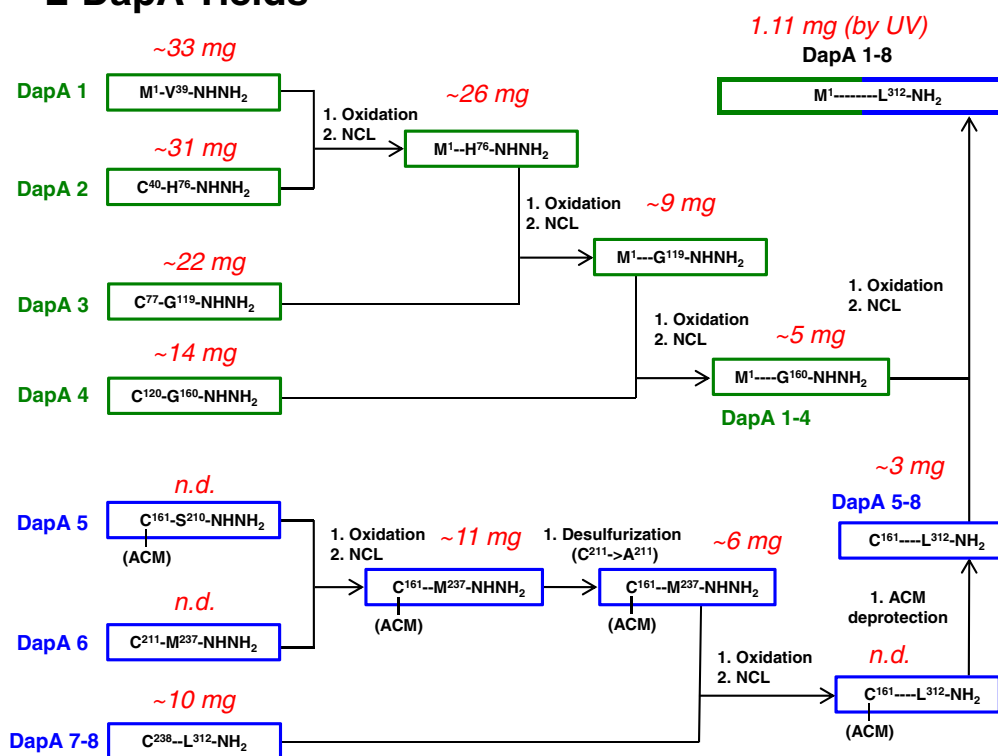 1.11 mg (by UV)
DapA 1-8
M¹--------L³¹²-NH₂
~33 mg
DapA 1
M¹-V³⁹-NHNH₂
~31 mg
DapA 2
C⁴⁰-H⁷⁶-NHNH₂
1. Oxidation
2. NCL
~26 mg
M¹--H⁷⁶-NHNH₂
~22 mg
DapA 3
C⁷⁷-G¹¹⁹-NHNH₂
1. Oxidation
2. NCL
~9 mg
M¹---G¹¹⁹-NHNH₂
~14 mg
DapA 4
C¹²⁰-G¹⁶⁰-NHNH₂
1. Oxidation
2. NCL
~5 mg
M¹----G¹⁶⁰-NHNH₂
DapA 1-4
1. Oxidation
2. NCL
n.d.
DapA 5
C¹⁶¹-S²¹⁰-NHNH₂
(ACM)
n.d.
DapA 6
C²¹¹-M²³⁷-NHNH₂
1. Oxidation
2. NCL
~11 mg
C¹⁶¹--M²³⁷-NHNH₂
(ACM)
1. Desulfurization
(C²¹¹->A²¹¹)
~6 mg
C¹⁶¹--M²³⁷-NHNH₂
(ACM)
~10 mg
DapA 7-8
C²³⁸--L³¹²-NH₂
1. Oxidation
2. NCL
n.d.
C¹⁶¹----L³¹²-NH₂
(ACM)
1. ACM
deprotection
~3 mg
DapA 5-8
C¹⁶¹----L³¹²-NH₂